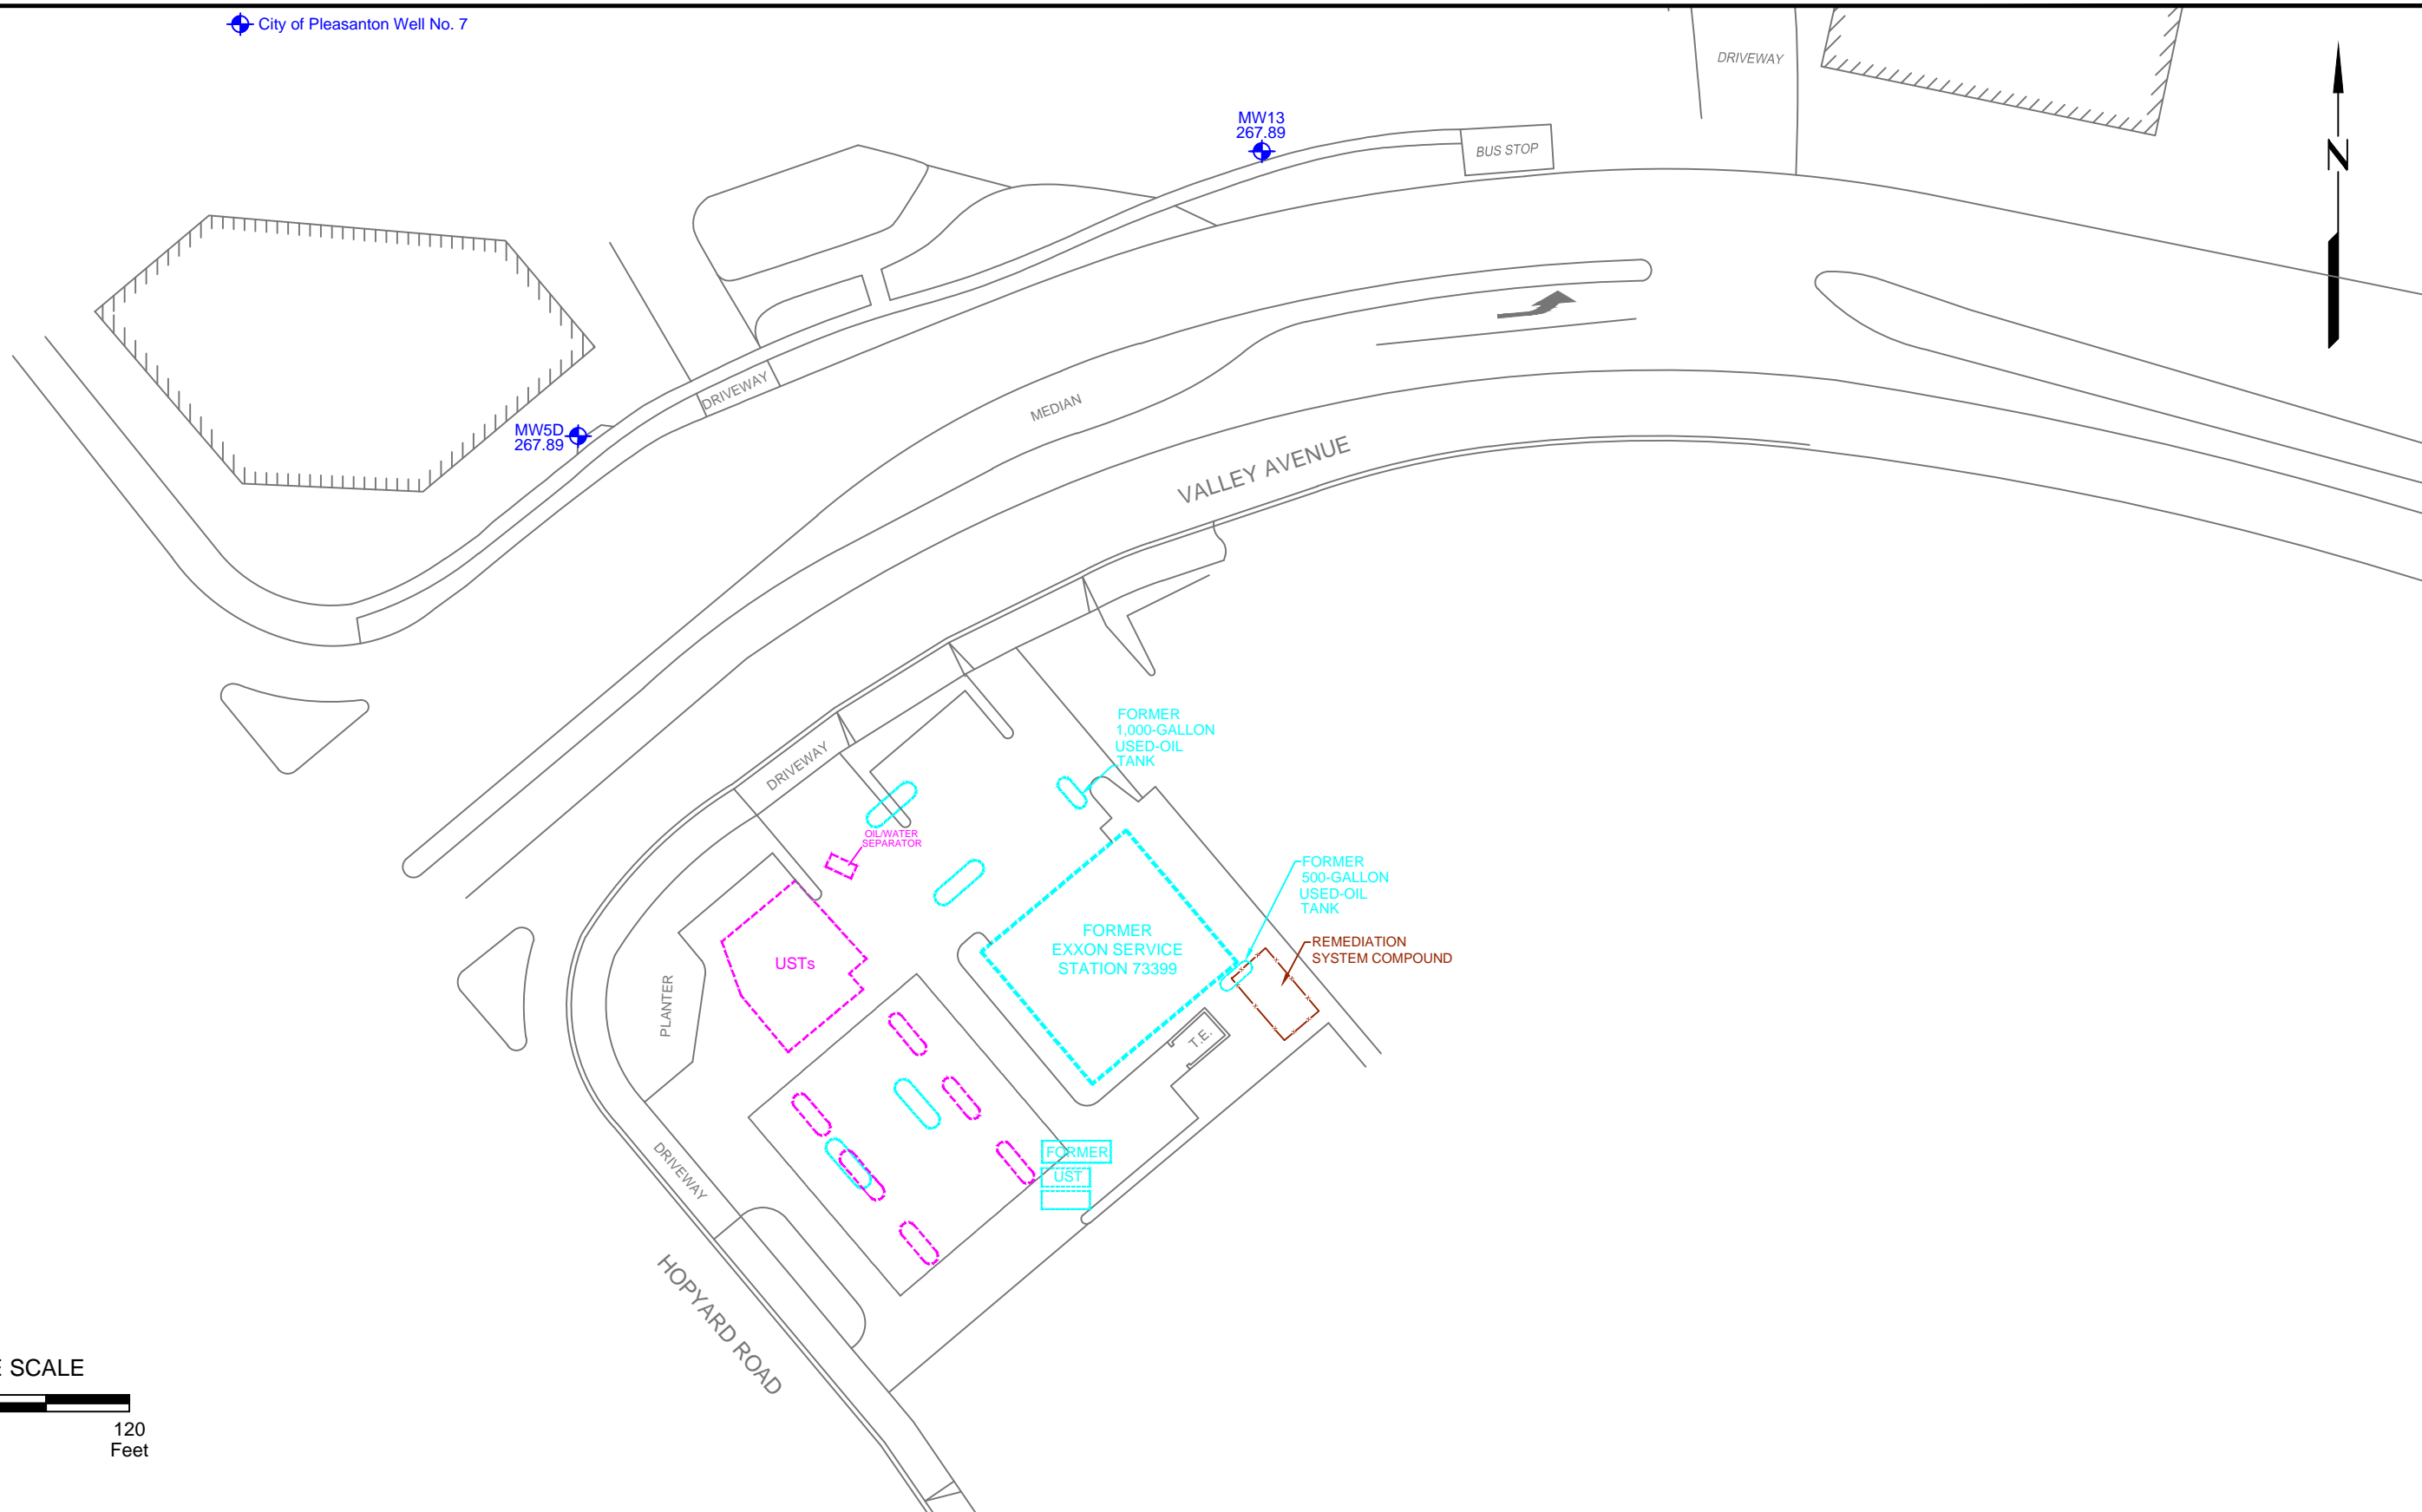 City of Pleasanton Well No. 7
DRIVEWAY
MW13
267.89
BUS STOP
N
DRIVEWAY
MEDIAN
MW5D
267.89
VALLEY AVENUE
FORMER
1,000-GALLON
USED-OIL
TANK
DRIVEWAY
OIL/WATER
SEPARATOR
FORMER
500-GALLON
USED-OIL
TANK
FORMER
EXXON SERVICE
STATION 73399
REMEDIATION
SYSTEM COMPOUND
USTs
PLANTER
T.E.
FORMER
UST
DRIVEWAY
HOPYARD ROAD
SCALE
120
Feet